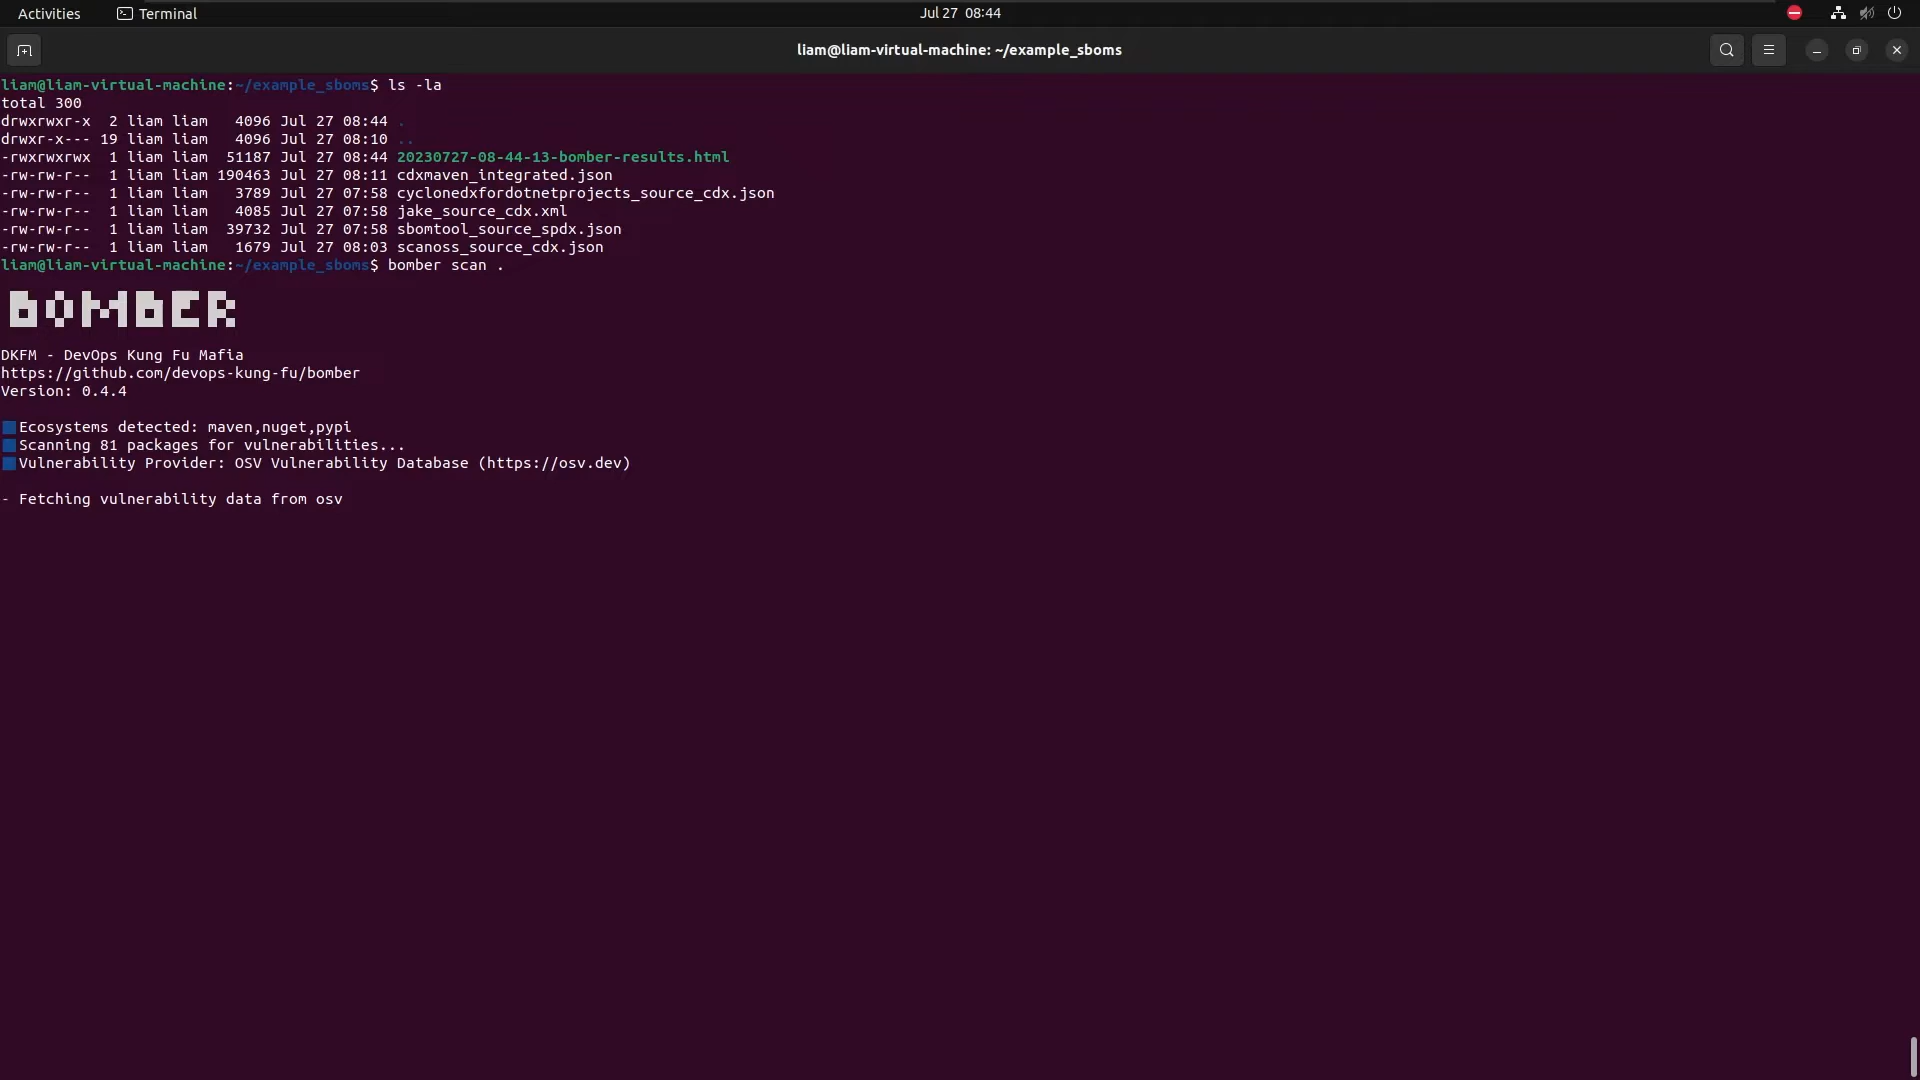 Activities Terminal Jul 27 08:44
liam@liam-virtual-machine: ~/example_sboms
liam@liam-virtual-machine:~/example_sboms$ ls -la
total 300
drwxrwxr-x  2 liam liam   4096 Jul 27 08:44 .
drwxr-x--- 19 liam liam   4096 Jul 27 08:10 ..
-rwxrwxrwx  1 liam liam  51187 Jul 27 08:44 20230727-08-44-13-bomber-results.html
-rw-rw-r--  1 liam liam 190463 Jul 27 08:11 cdxmaven_integrated.json
-rw-rw-r--  1 liam liam   3789 Jul 27 07:58 cyclonedxfordotnetprojects_source_cdx.json
-rw-rw-r--  1 liam liam   4085 Jul 27 07:58 jake_source_cdx.xml
-rw-rw-r--  1 liam liam  39732 Jul 27 07:58 sbomtool_source_spdx.json
-rw-rw-r--  1 liam liam   1679 Jul 27 08:03 scanoss_source_cdx.json
liam@liam-virtual-machine:~/example_sboms$ bomber scan .
BOMBER
DKFM - DevOps Kung Fu Mafia
https://github.com/devops-kung-fu/bomber
Version: 0.4.4
Ecosystems detected: maven,nuget,pypi
Scanning 81 packages for vulnerabilities...
Vulnerability Provider: OSV Vulnerability Database (https://osv.dev)
- Fetching vulnerability data from osv